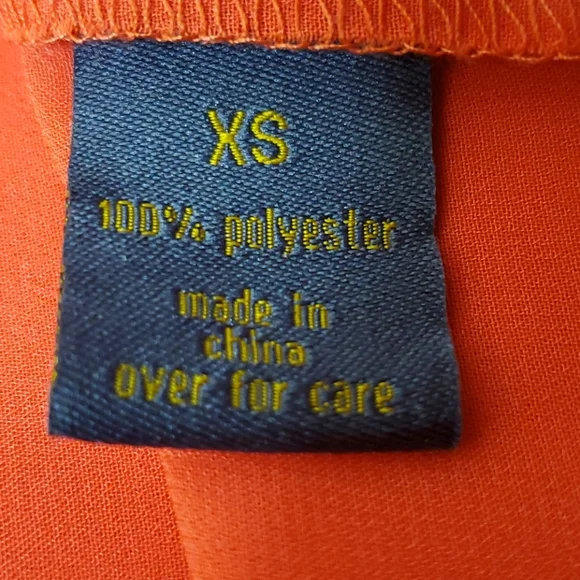 XS
100% polyester
made in
china
over for care